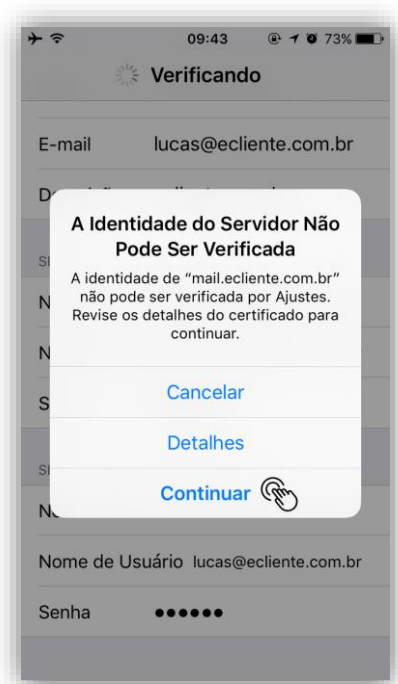 09:43 73%
Verificando
E-mail lucas@ecliente.com.br
A Identidade do Servidor Não
Pode Ser Verificada
A identidade de “mail.ecliente.com.br”
não pode ser verificada por Ajustes.
Revise os detalhes do certificado para
continuar.
Cancelar
Detalhes
Continuar
Nome de Usuário lucas@ecliente.com.br
Senha ●●●●●●